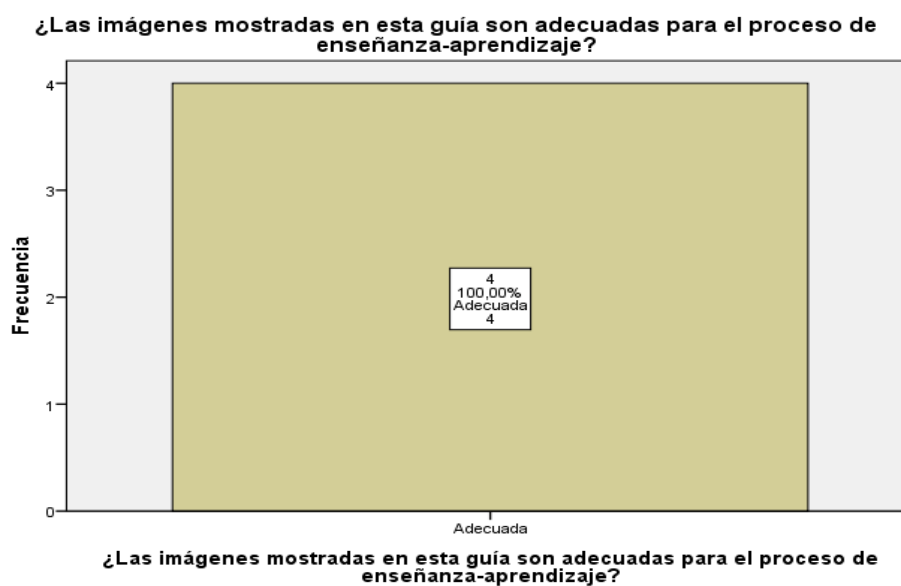 ¿Las imágenes mostradas en esta guía son adecuadas para el proceso de
enseñanza-aprendizaje?
4
3
2
1
0
Frecuencia
4
100,00%
Adecuada
4
Adecuada
¿Las imágenes mostradas en esta guía son adecuadas para el proceso de
enseñanza-aprendizaje?